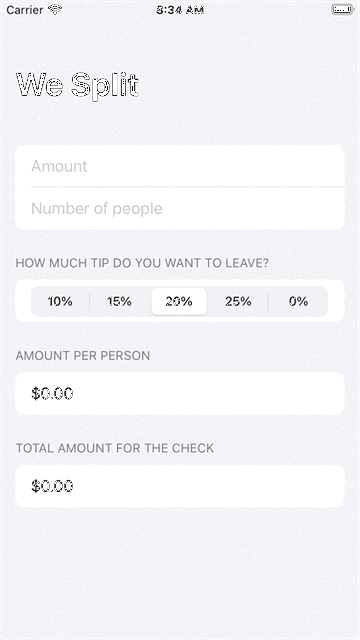 Carrier 8:34 AM
We Split
Amount
Number of people
HOW MUCH TIP DO YOU WANT TO LEAVE?
10% 15% 20% 25% 0%
AMOUNT PER PERSON
$0.00
TOTAL AMOUNT FOR THE CHECK
$0.00